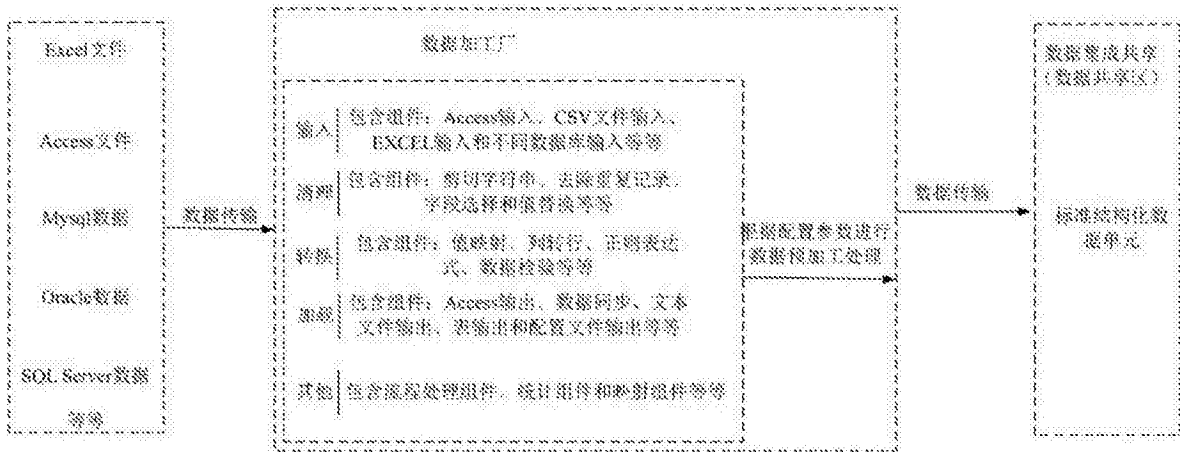 Excel文件
Access文件
Mysql数据
Oracle数据
SQL Server数据
等等
数据传输
数据加工厂
输入
包含组件：Access输入、CSV文件输入、
EXCEL输入和不同数据库输入等等
清理
包含组件：剪切字符串、去除重复记录、
字段选择和值替换等等
转换
包含组件：值映射、列转行、正则表达
式、数据检验等等
加载
包含组件：Access输出、数据同步、文本
文件输出、表输出和配置文件输出等等
其他
包含流程处理组件、统计组件和映射组件等等
根据配置参数进行
数据预加工处理
数据传输
数据集成共享
（数据共享区）
标准结构化数
据单元